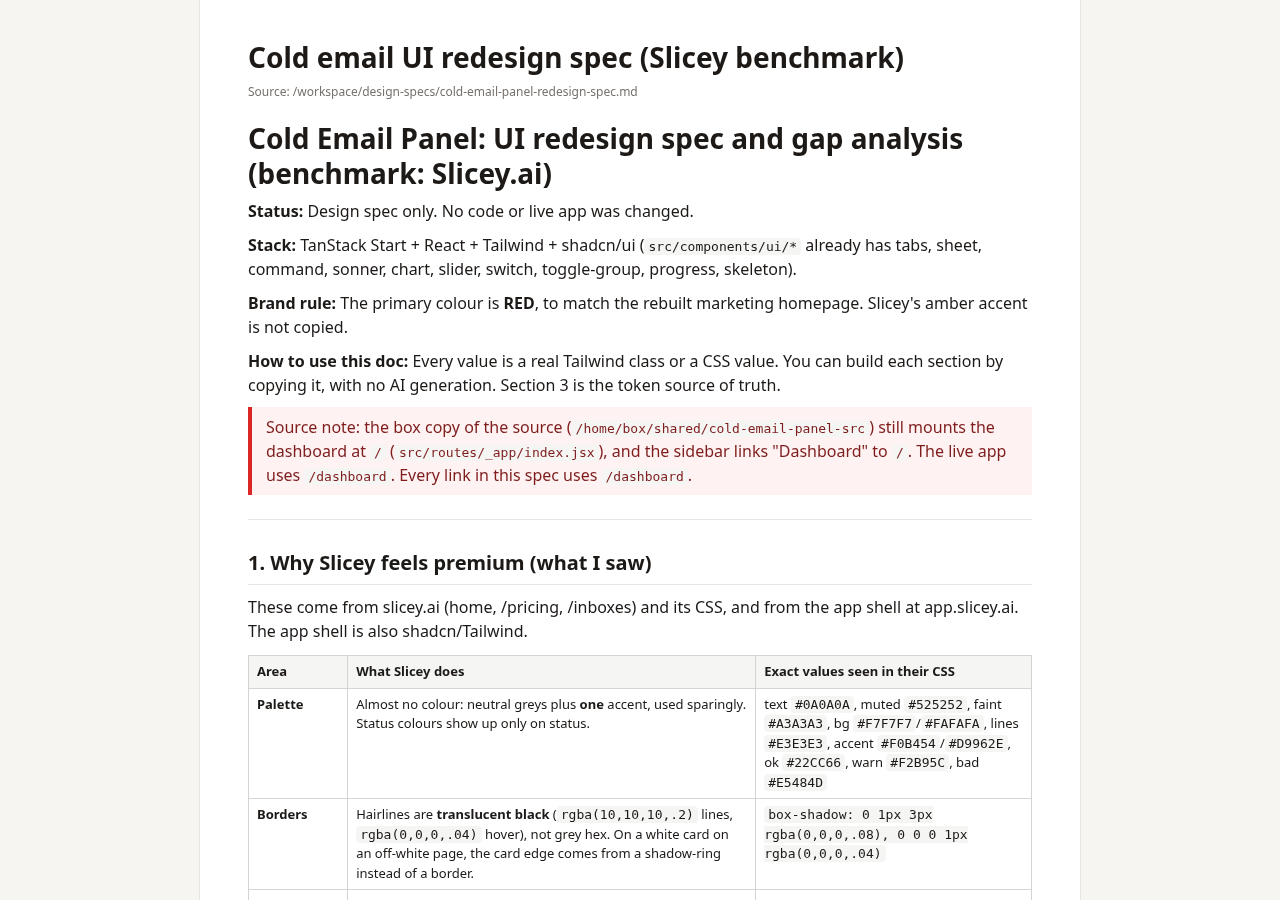 Cold email UI redesign spec (Slicey benchmark)
Source: /workspace/design-specs/cold-email-panel-redesign-spec.md
Cold Email Panel: UI redesign spec and gap analysis
(benchmark: Slicey.ai)
Status: Design spec only. No code or live app was changed.
Stack: TanStack Start + React + Tailwind + shadcn/ui ( src/components/ui/* already has tabs, sheet,
command, sonner, chart, slider, switch, toggle-group, progress, skeleton).
Brand rule: The primary colour is RED, to match the rebuilt marketing homepage. Slicey's amber accent
is not copied.
How to use this doc: Every value is a real Tailwind class or a CSS value. You can build each section by
copying it, with no AI generation. Section 3 is the token source of truth.
Source note: the box copy of the source ( /home/box/shared/cold-email-panel-src ) still mounts the
dashboard at / ( src/routes/_app/index.jsx ), and the sidebar links "Dashboard" to / . The live app
uses /dashboard . Every link in this spec uses /dashboard .
1. Why Slicey feels premium (what I saw)
These come from slicey.ai (home, /pricing, /inboxes) and its CSS, and from the app shell at app.slicey.ai.
The app shell is also shadcn/Tailwind.
Area What Slicey does Exact values seen in their CSS
Palette
Almost no colour: neutral greys plus one accent, used sparingly.
Status colours show up only on status.
text #0A0A0A , muted #525252 , faint
#A3A3A3 , bg #F7F7F7 / #FAFAFA , lines
#E3E3E3 , accent #F0B454 / #D9962E ,
ok #22CC66 , warn #F2B95C , bad
#E5484D
Borders
Hairlines are translucent black ( rgba(10,10,10,.2) lines,
rgba(0,0,0,.04) hover), not grey hex. On a white card on
an off-white page, the card edge comes from a shadow-ring
instead of a border.
box-shadow: 0 1px 3px
rgba(0,0,0,.08), 0 0 0 1px
rgba(0,0,0,.04)